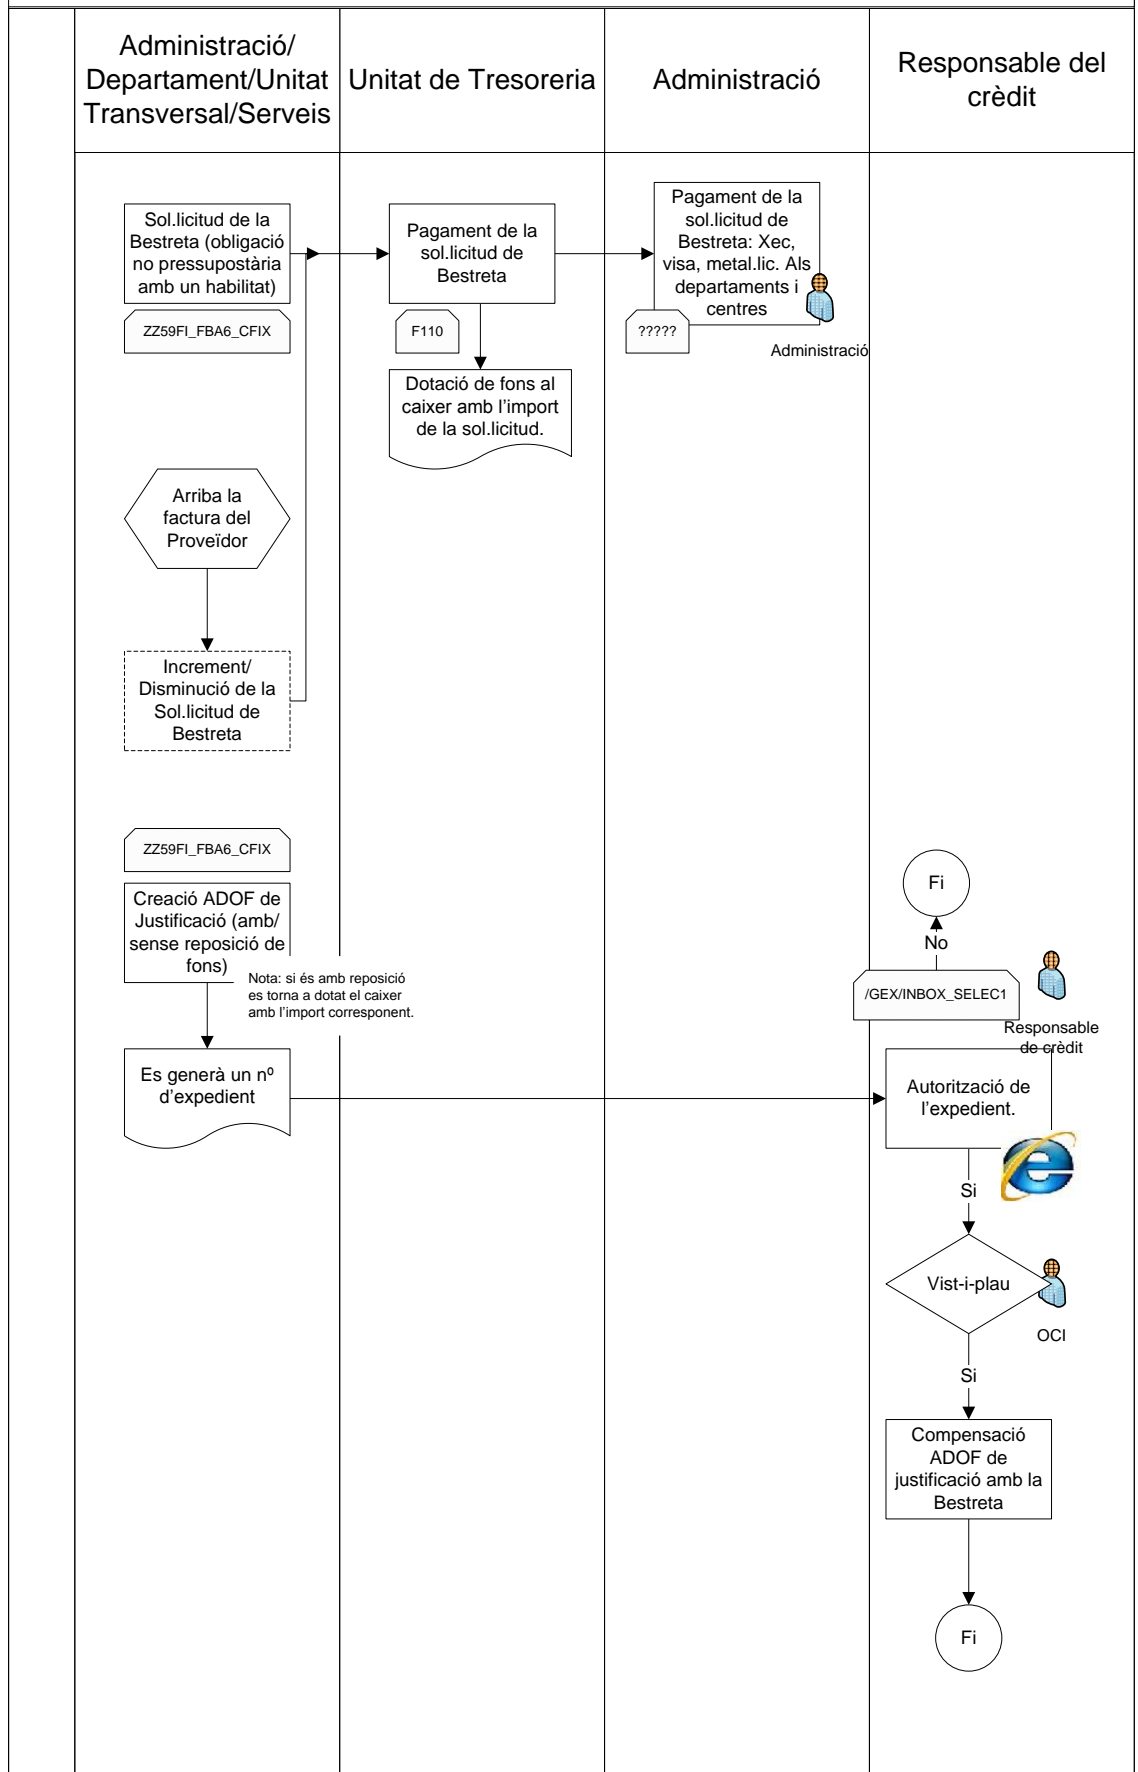 Administració/
Departament/Unitat
Transversal/Serveis
Unitat de Tresoreria
Administració
Responsable del
crèdit
Sol.licitud de la
Bestreta (obligació
no pressupostària
amb un habilitat)
ZZ59FI_FBA6_CFIX
Pagament de la
sol.licitud de
Bestreta
F110
Dotació de fons al
caixer amb l’import
de la sol.licitud.
Pagament de la
sol.licitud de
Bestreta: Xec,
visa, metal.lic. Als
departaments i
centres
?????
Administració
Arriba la
factura del
Proveïdor
Increment/
Disminució de la
Sol.licitud de
Bestreta
ZZ59FI_FBA6_CFIX
Creació ADOF de
Justificació (amb/
sense reposició de
fons)
Nota: si és amb reposició
es torna a dotat el caixer
amb l’import corresponent.
Es generà un nº
d’expedient
Fi
No
/GEX/INBOX_SELEC1
Responsable
de crèdit
Autorització de
l’expedient.
Si
Vist-i-plau
OCI
Si
Compensació
ADOF de
justificació amb la
Bestreta
Fi